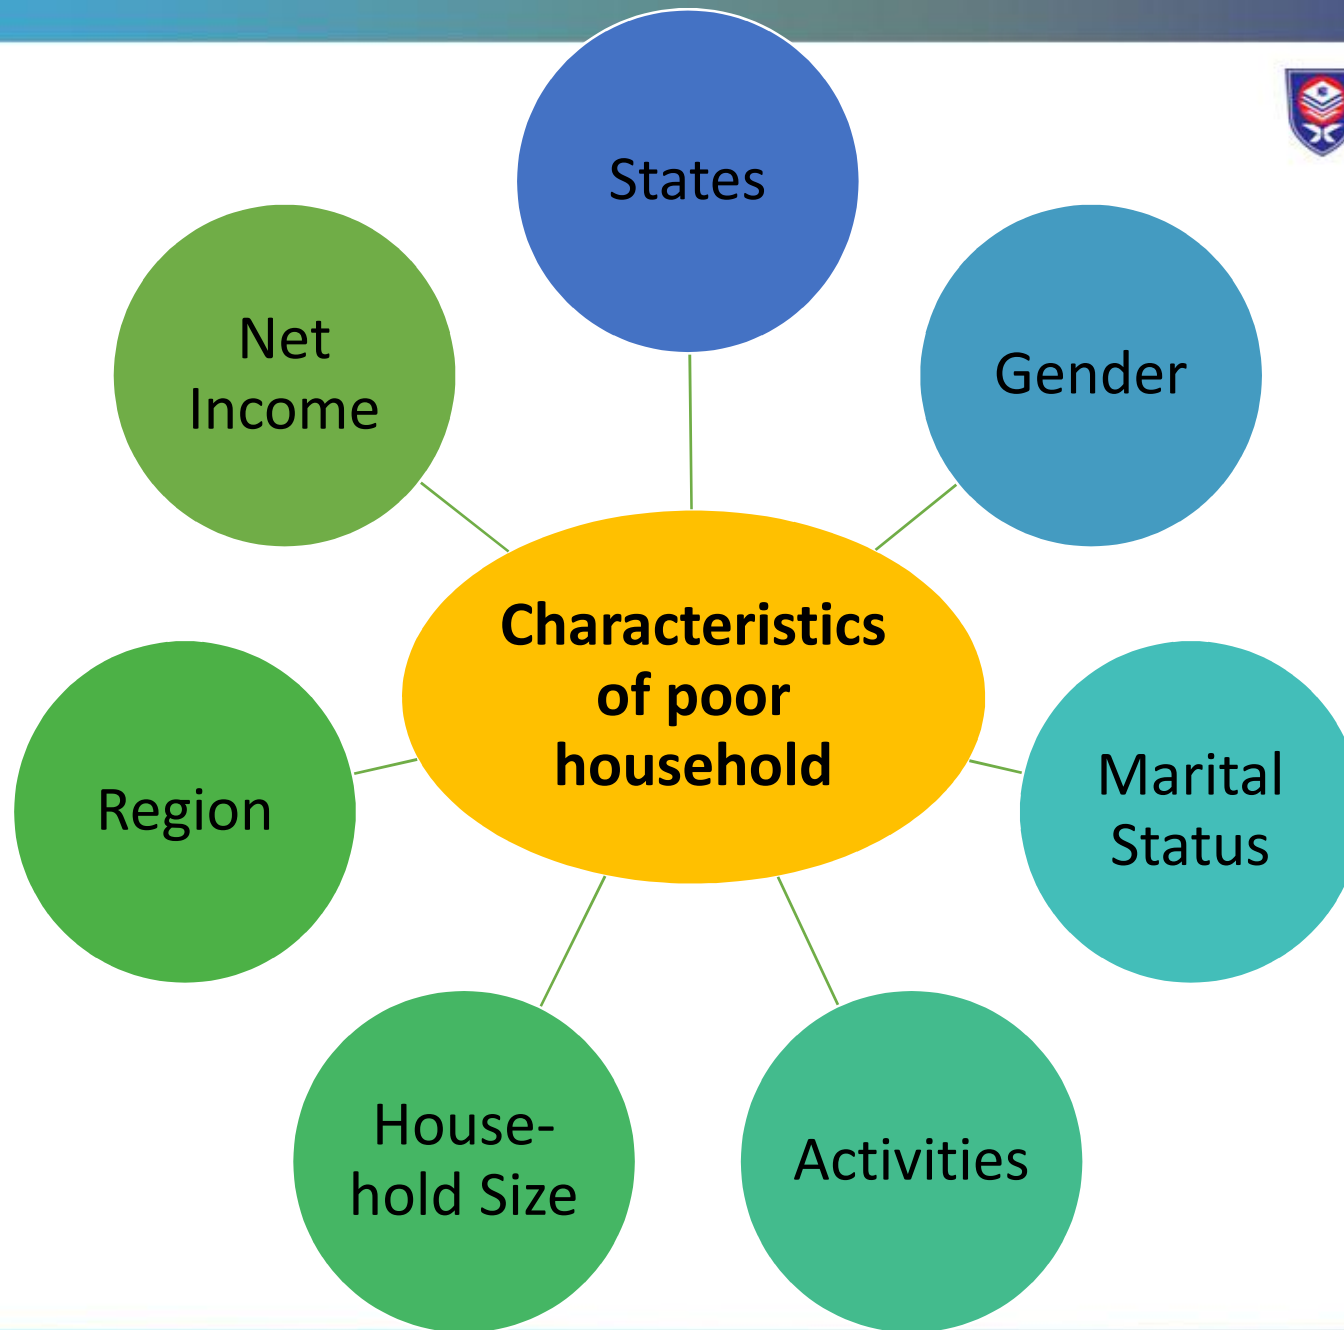 States
Gender
Marital
Status
Activities
House-
hold Size
Region
Net
Income
Characteristics
of poor
household